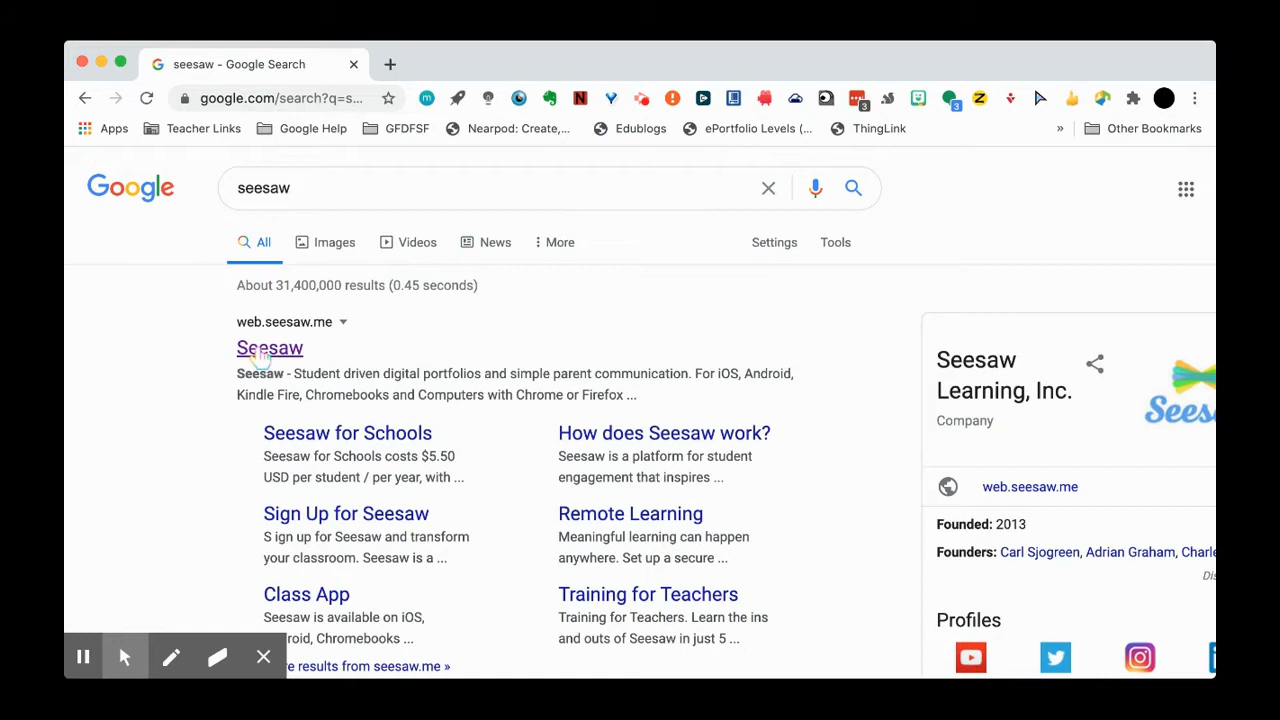 seesaw - Google Search
google.com/search?q=s...
3
3
Apps
Teacher Links
Google Help
GFDFSF
Nearpod: Create,...
Edublogs
ePortfolio Levels (...
ThingLink
»
Other Bookmarks
Google
seesaw
All
Images
Videos
News
More
Settings
Tools
About 31,400,000 results (0.45 seconds)
web.seesaw.me
Seesaw
Seesaw - Student driven digital portfolios and simple parent communication. For iOS, Android,
Kindle Fire, Chromebooks and Computers with Chrome or Firefox ...
Seesaw for Schools
Seesaw for Schools costs $5.50
USD per student / per year, with ...
How does Seesaw work?
Seesaw is a platform for student
engagement that inspires ...
Sign Up for Seesaw
S ign up for Seesaw and transform
your classroom. Seesaw is a ...
Remote Learning
Meaningful learning can happen
anywhere. Set up a secure ...
Class App
Seesaw is available on iOS,
Chromebooks ...
Training for Teachers
Training for Teachers. Learn the ins
and outs of Seesaw in just 5 ...
results from seesaw.me »
Seesaw
Learning, Inc.
Company
web.seesaw.me
Founded: 2013
Founders: Carl Sjogreen, Adrian Graham, Charle
Profiles